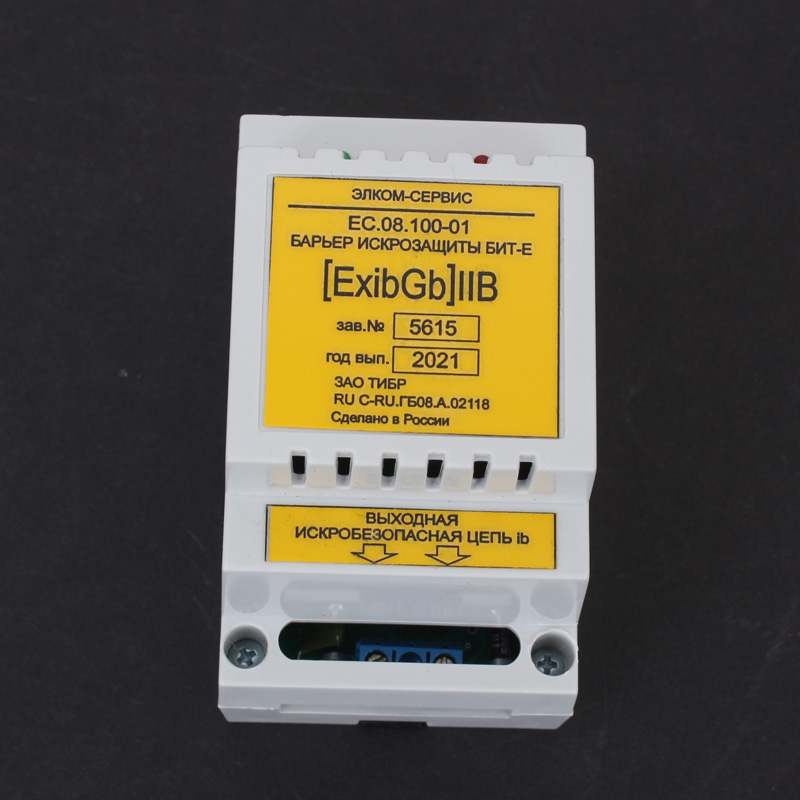 ЭЛКОМ-СЕРВИС
ЕС.08.100-01
БАРЬЕР ИСКРОЗАЩИТЫ БИТ-Е
[ExibGb]IIB
зав.№ 5615
год вып. 2021
ЗАО ТИБР
RU C-RU.ГБ08.А.02118
Сделано в России
ВЫХОДНАЯ
ИСКРОБЕЗОПАСНАЯ ЦЕПЬ ib